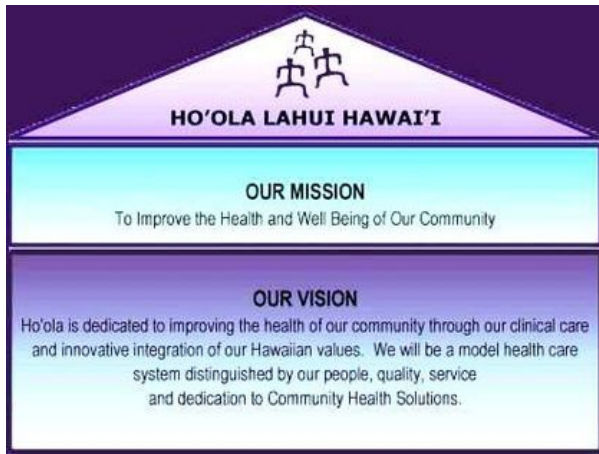 HO'OLA LAHUI HAWAI'I
OUR MISSION
To Improve the Health and Well Being of Our Community
OUR VISION
Ho'ola is dedicated to improving the health of our community through our clinical care
and innovative integration of our Hawaiian values. We will be a model health care
system distinguished by our people, quality, service
and dedication to Community Health Solutions.